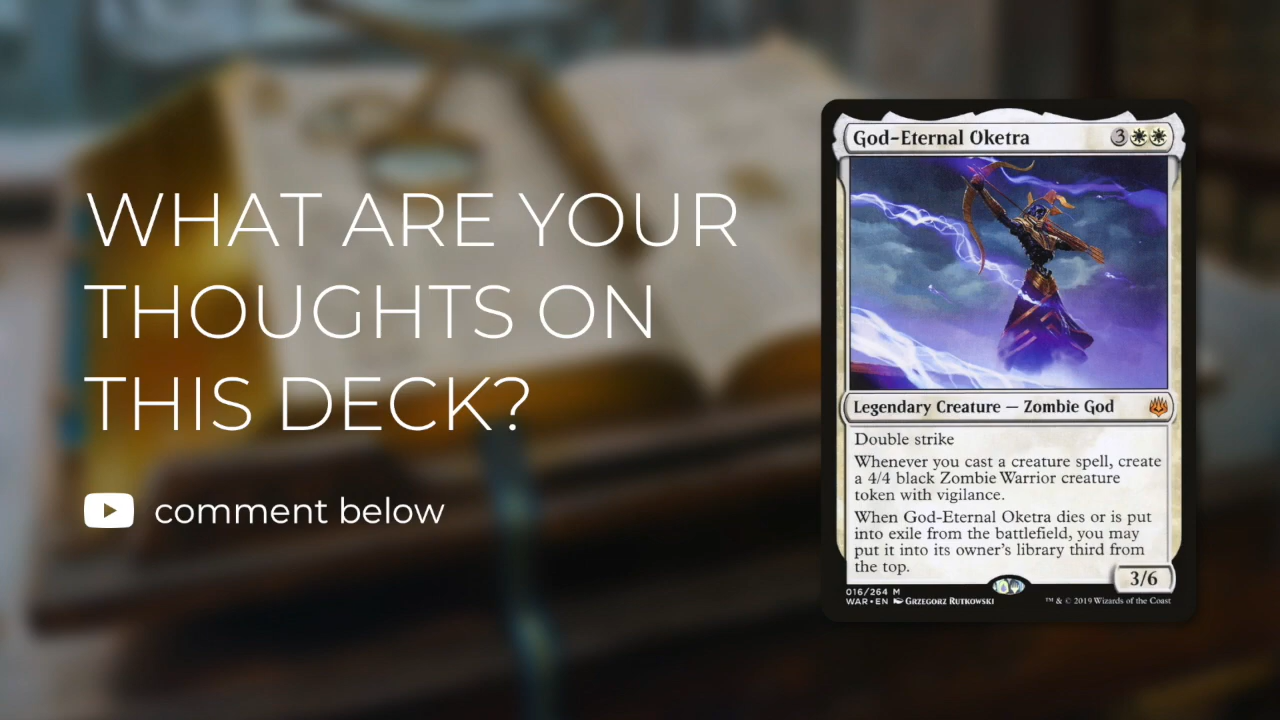 WHAT ARE YOUR
THOUGHTS ON
THIS DECK?
comment below
God-Eternal Oketra
3
Legendary Creature — Zombie God
Double strike
Whenever you cast a creature spell, create
a 4/4 black Zombie Warrior creature
token with vigilance.
When God-Eternal Oketra dies or is put
into exile from the battlefield, you may
put it into its owner's library third from
the top.
3/6
016/264 M
WAR • EN Grzegorz Rutkowski
™ & © 2019 Wizards of the Coast